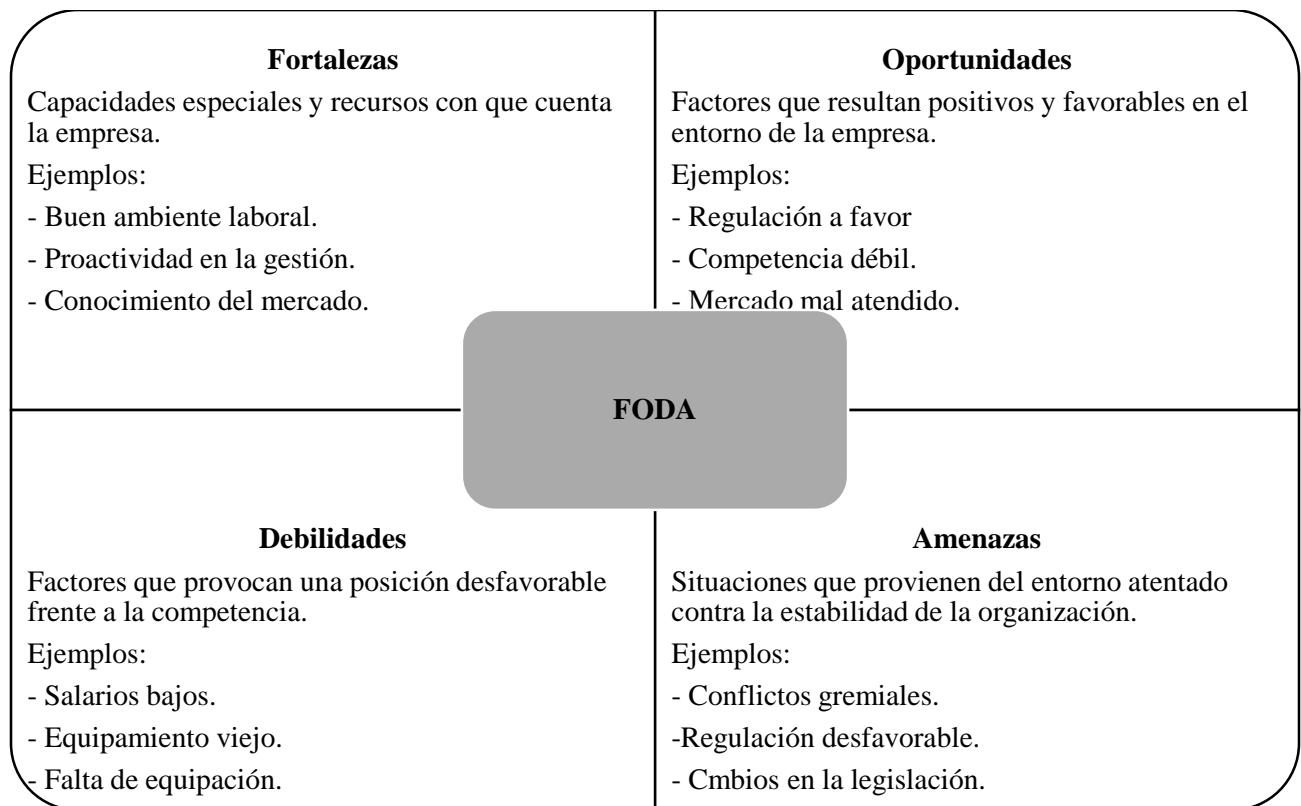 Fortalezas
Capacidades especiales y recursos con que cuenta
la empresa.
Ejemplos:
- Buen ambiente laboral.
- Proactividad en la gestión.
- Conocimiento del mercado.
Oportunidades
Factores que resultan positivos y favorables en el
entorno de la empresa.
Ejemplos:
- Regulación a favor
- Competencia débil.
- Mercado mal atendido.
FODA
Debilidades
Factores que provocan una posición desfavorable
frente a la competencia.
Ejemplos:
- Salarios bajos.
- Equipamiento viejo.
- Falta de equipación.
Amenazas
Situaciones que provienen del entorno atentado
contra la estabilidad de la organización.
Ejemplos:
- Conflictos gremiales.
-Regulación desfavorable.
- Cmbios en la legislación.